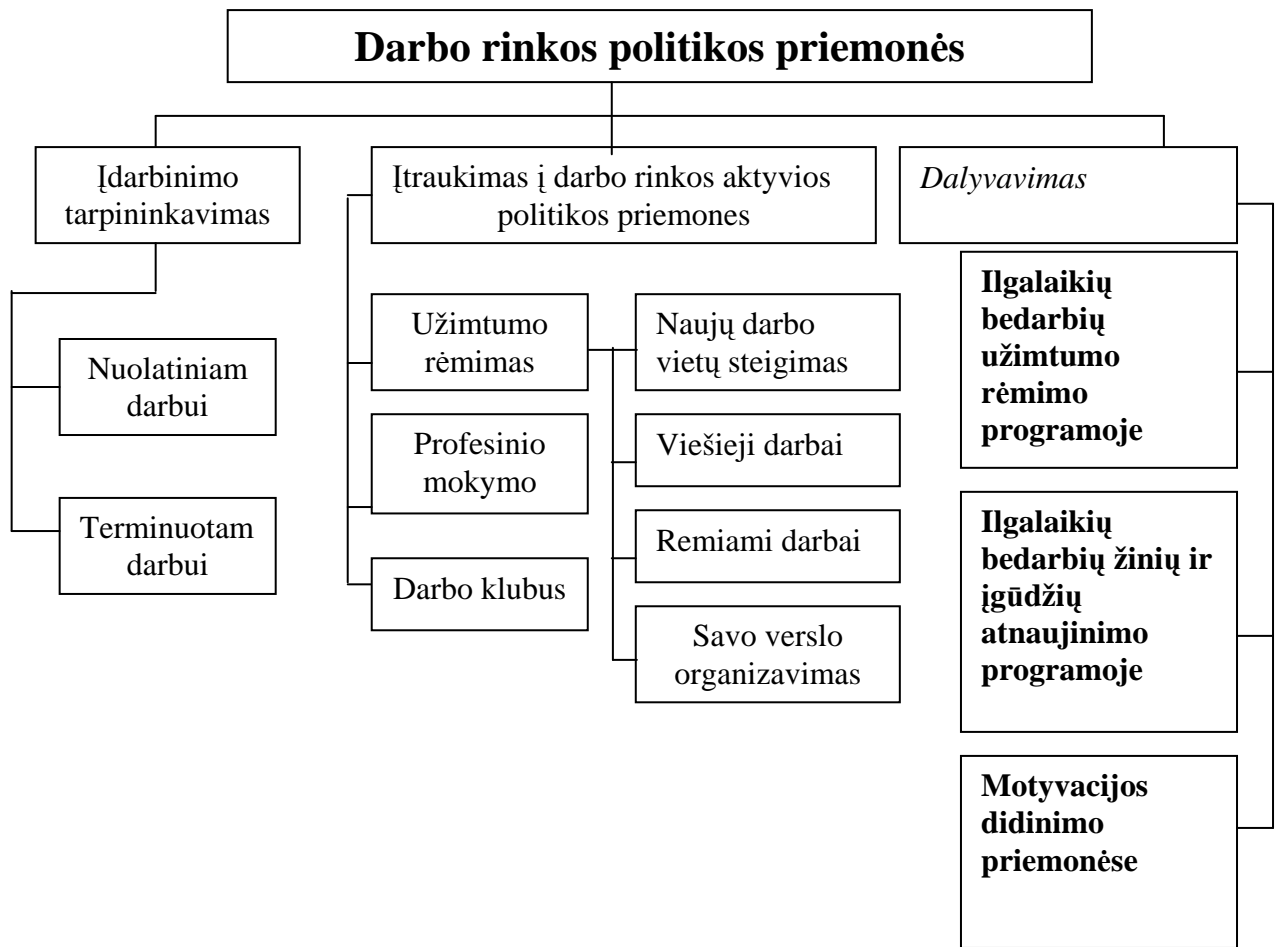 Darbo rinkos politikos priemonės
Įdarbinimo
tarpininkavimas
Įtraukimas į darbo rinkos aktyvios
politikos priemones
Dalyvavimas
Nuolatiniam
darbui
Terminuotam
darbui
Užimtumo
rėmimas
Profesinio
mokymo
Darbo klubus
Naujų darbo
vietų steigimas
Viešieji darbai
Remiami darbai
Savo verslo
organizavimas
Ilgalaikių
bedarbių
užimtumo
rėmimo
programoje
Ilgalaikių
bedarbių žinių ir
įgūdžių
atnaujinimo
programoje
Motyvacijos
didinimo
priemonėse